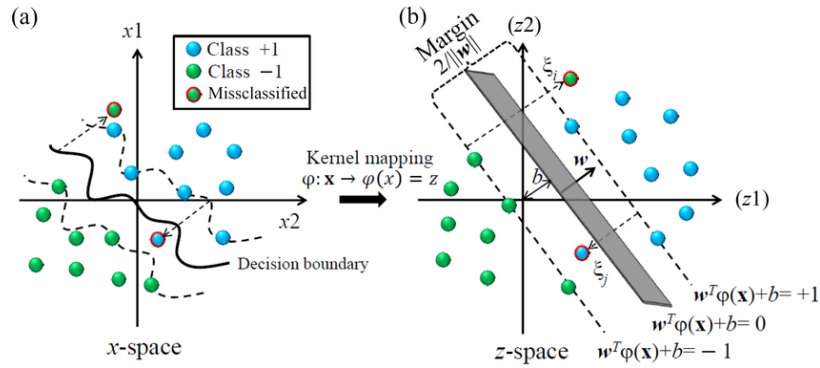 (a)
x1
Class +1
Class −1
Missclassified
x2
Decision boundary
x-space
Kernel mapping
φ: x → φ(x) = z
(b)
(z2)
Margin
2/||w||
ξi
w
b
(z1)
ξj
wᵀφ(x)+b= +1
wᵀφ(x)+b= 0
wᵀφ(x)+b= − 1
z-space